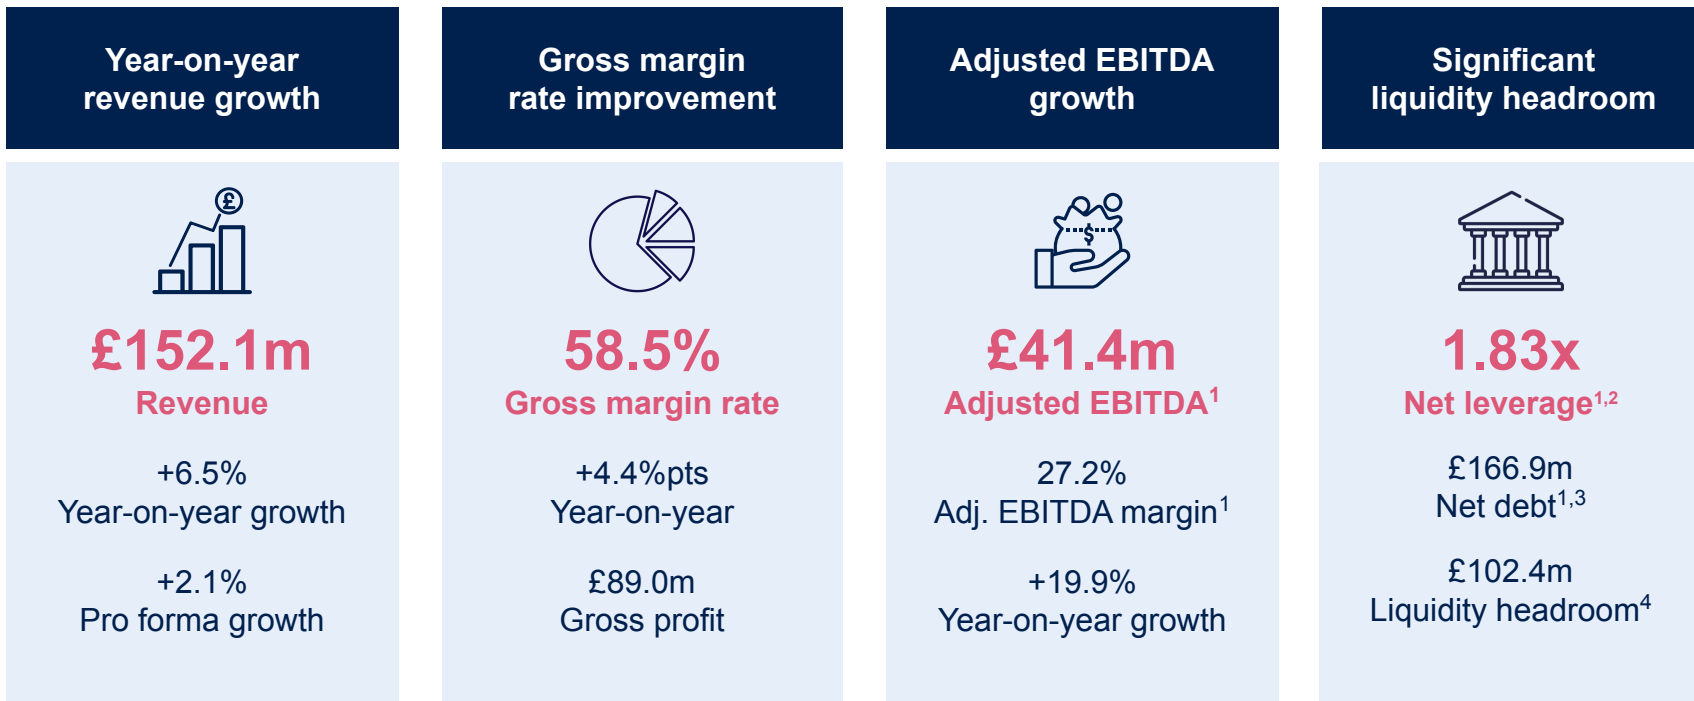 Year-on-year
revenue growth
£
£152.1m
Revenue
+6.5%
Year-on-year growth
+2.1%
Pro forma growth
Gross margin
rate improvement
58.5%
Gross margin rate
+4.4%pts
Year-on-year
£89.0m
Gross profit
Adjusted EBITDA
growth
$
£41.4m
Adjusted EBITDA¹
27.2%
Adj. EBITDA margin¹
+19.9%
Year-on-year growth
Significant
liquidity headroom
1.83x
Net leverage¹,²
£166.9m
Net debt¹,³
£102.4m
Liquidity headroom⁴